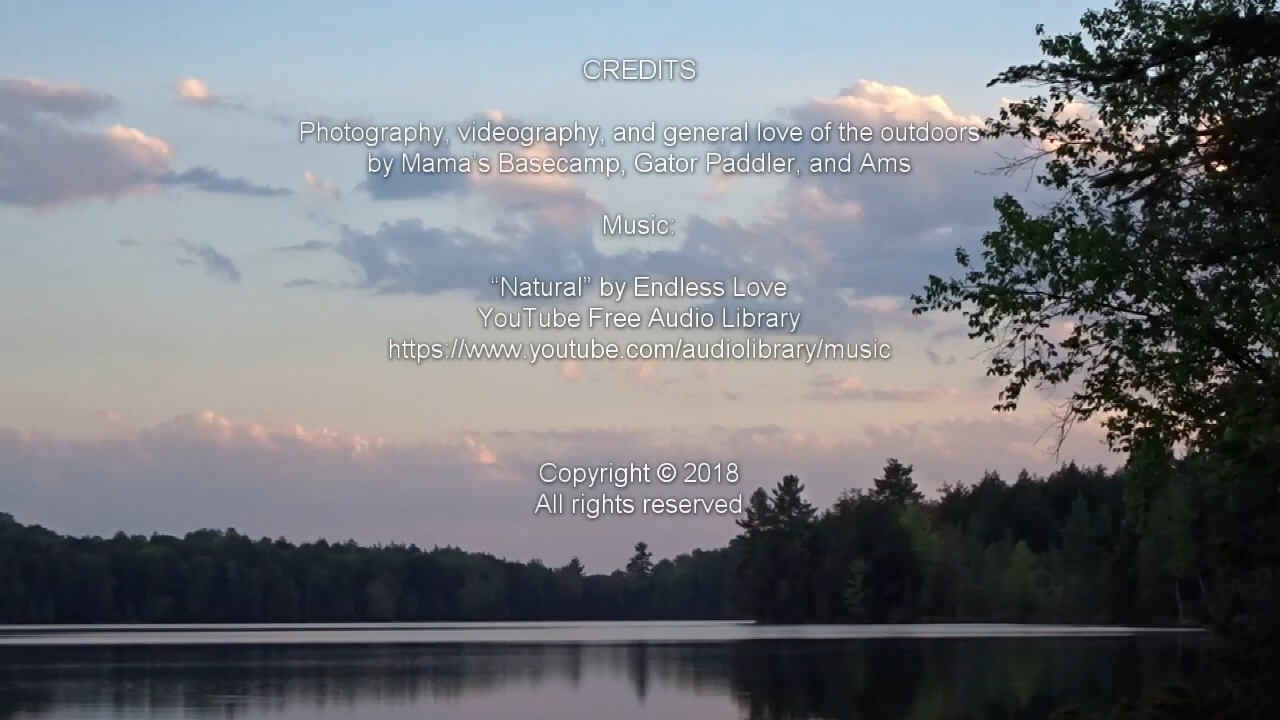 CREDITS
Photography, videography, and general love of the outdoors
by Mama's Basecamp, Gator Paddler, and Ams
Music:
“Natural” by Endless Love
YouTube Free Audio Library
https://www.youtube.com/audiolibrary/music
Copyright © 2018
All rights reserved